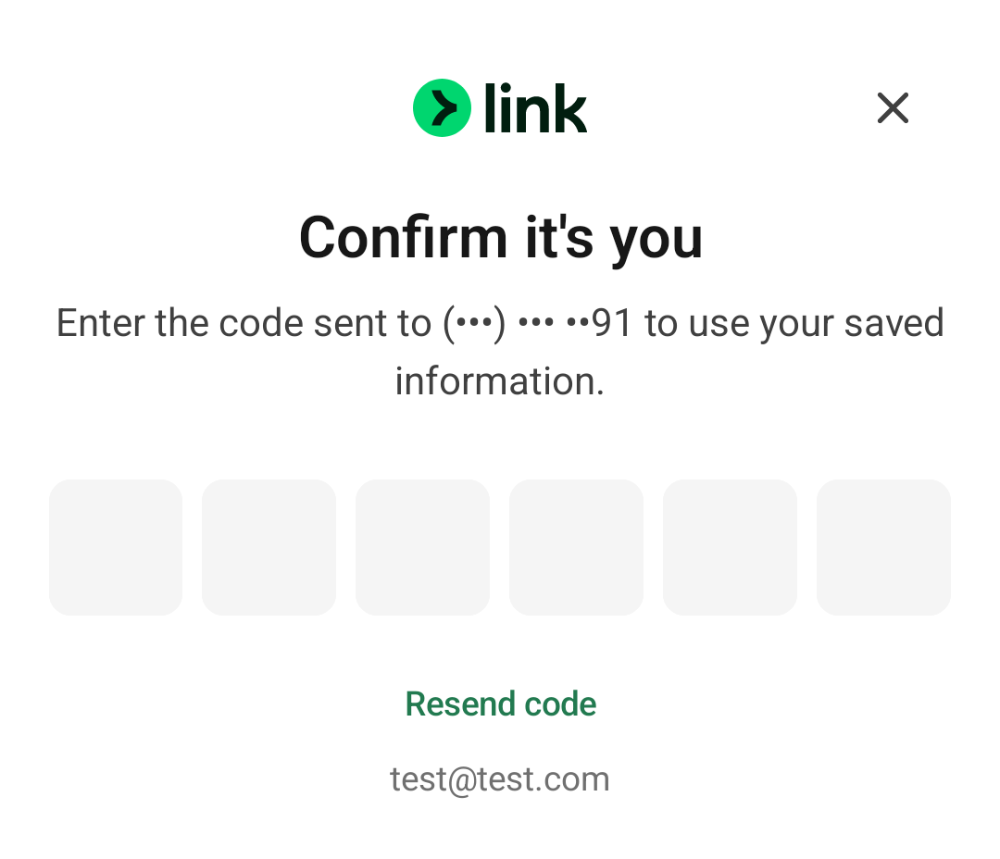 link
Confirm it's you
Enter the code sent to (•••) ••• ••91 to use your saved
information.
Resend code
test@test.com